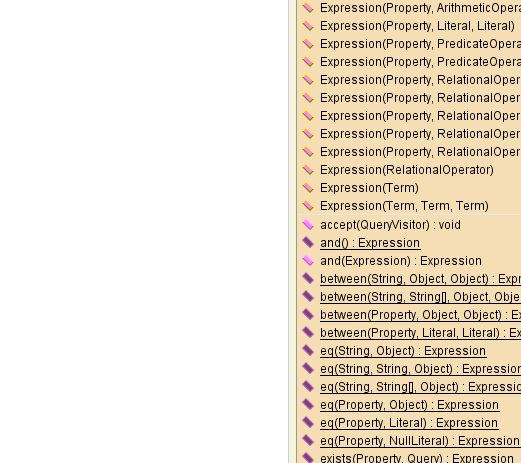 Expression(Property, ArithmeticOpera
Expression(Property, Literal, Literal)
Expression(Property, PredicateOpera
Expression(Property, PredicateOpera
Expression(Property, RelationalOper
Expression(Property, RelationalOper
Expression(Property, RelationalOper
Expression(Property, RelationalOper
Expression(Property, RelationalOper
Expression(RelationalOperator)
Expression(Term)
Expression(Term, Term, Term)
accept(QueryVisitor) : void
and() : Expression
and(Expression) : Expression
between(String, Object, Object) : Expr
between(String, String[], Object, Obje
between(Property, Object, Object) : Ex
between(Property, Literal, Literal) : Ex
eq(String, Object) : Expression
eq(String, String, Object) : Expression
eq(String, String[], Object) : Expressio
eq(Property, Object) : Expression
eq(Property, Literal) : Expression
eq(Property, NullLiteral) : Expression
exists(Property, Query) : Expression